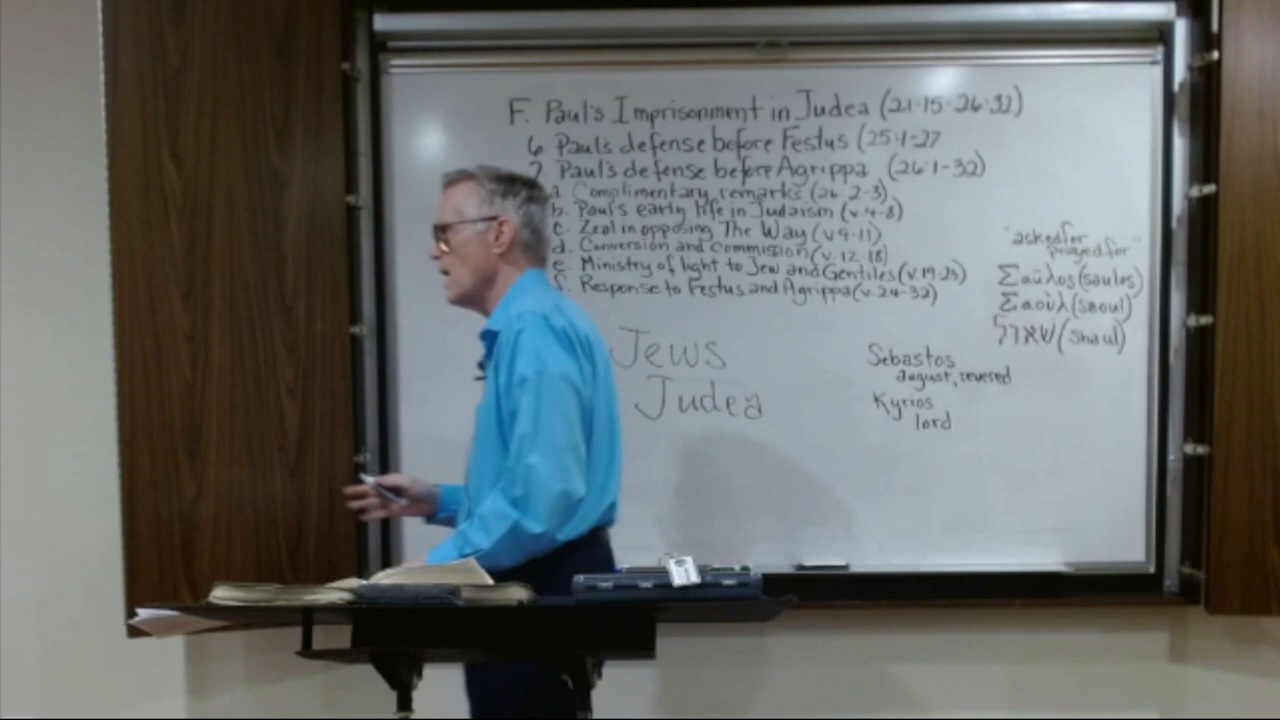 F. Paul's Imprisonment in Judea (21:15-26:32)
6 Paul's defense before Festus (25:1-27
7 Paul's defense before Agrippa (26:1-32)
a. Complimentary remarks (26:2-3)
b. Paul's early life in Judaism (v.4-8)
c. Zeal in opposing The Way (v 9-11)
d. Conversion and Commission (v.12-18)
e. Ministry of light to Jew and Gentiles (v.19-23)
f. Response to Festus and Agrippa (v.24-32)
"asked for
prayed for"
Σαῦλος (saulos)
Σαούλ (saoul)
שאול (shaul)
Jews
Judea
Sebastos
august, revered
Kyrios
lord